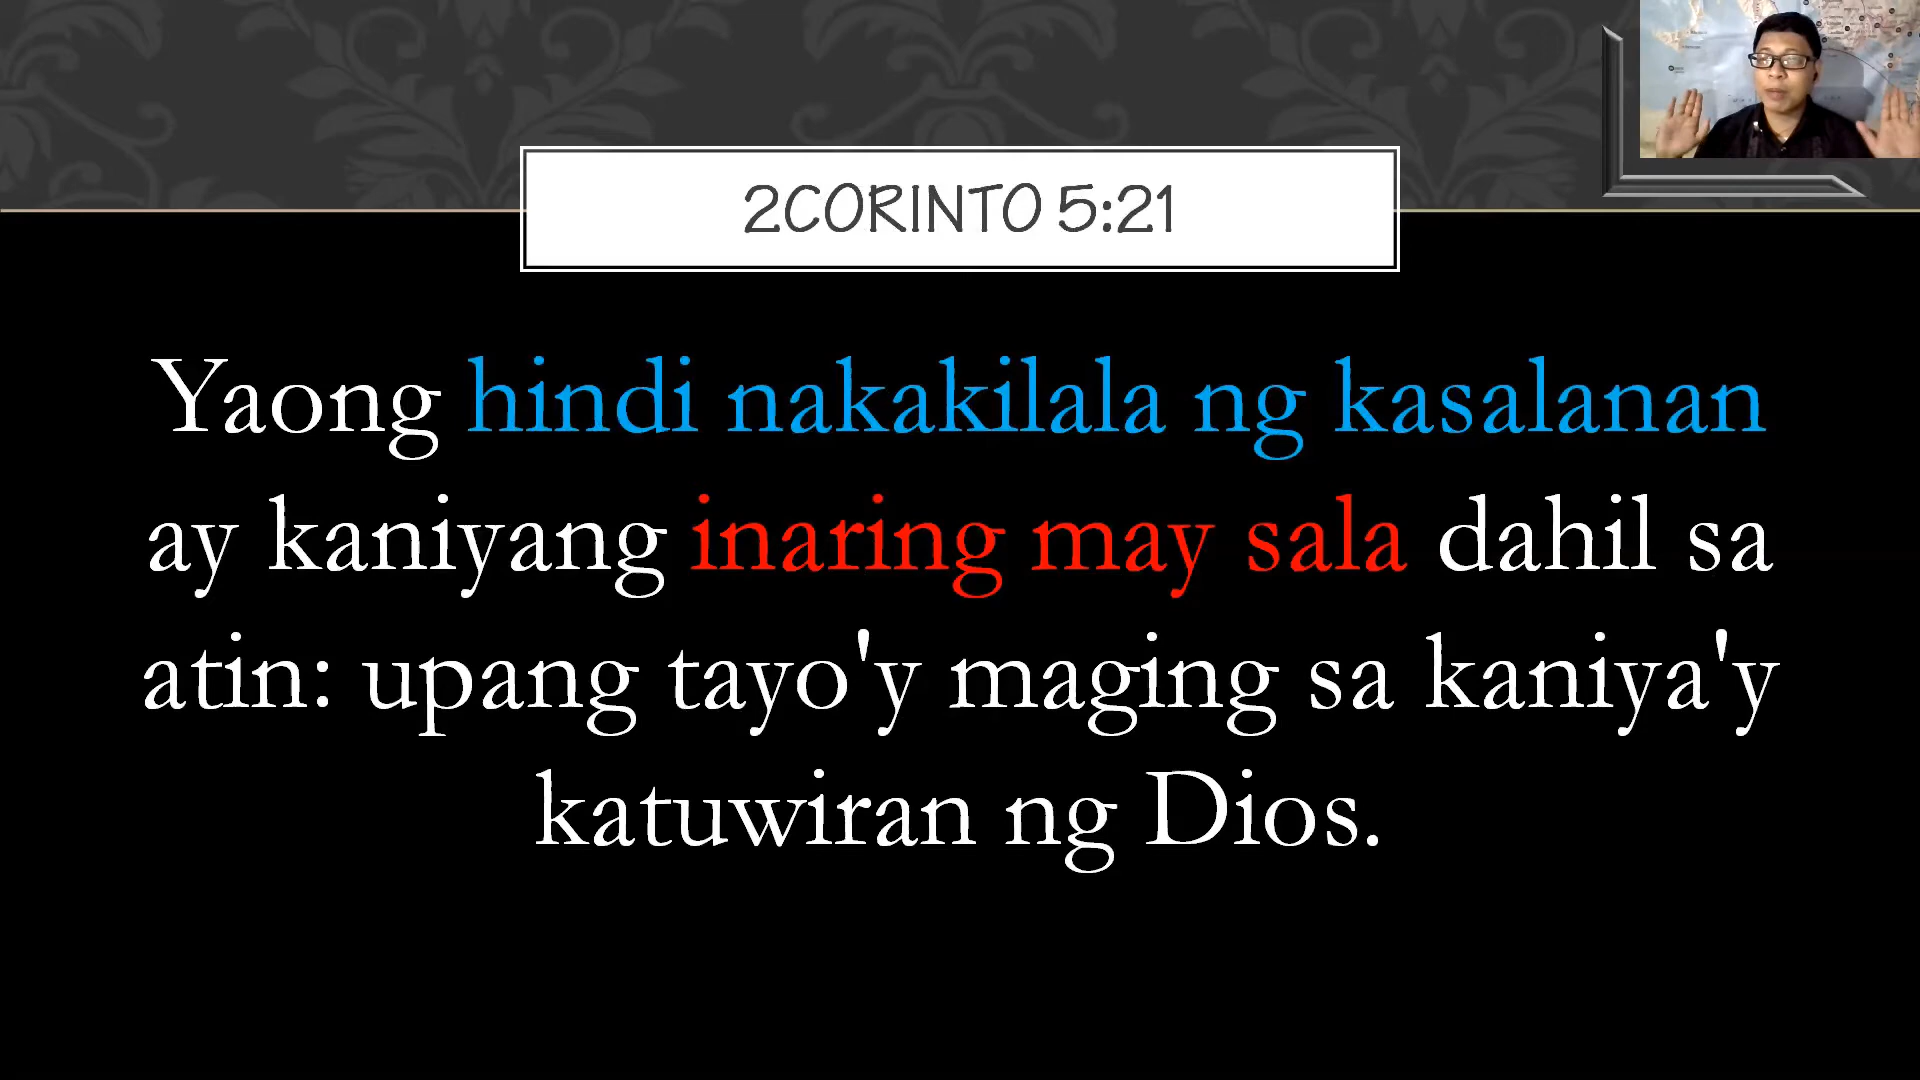 2CORINTO 5:21
Yaong hindi nakakilala ng kasalanan
ay kaniyang inaring may sala dahil sa
atin: upang tayo'y maging sa kaniya'y
katuwiran ng Dios.